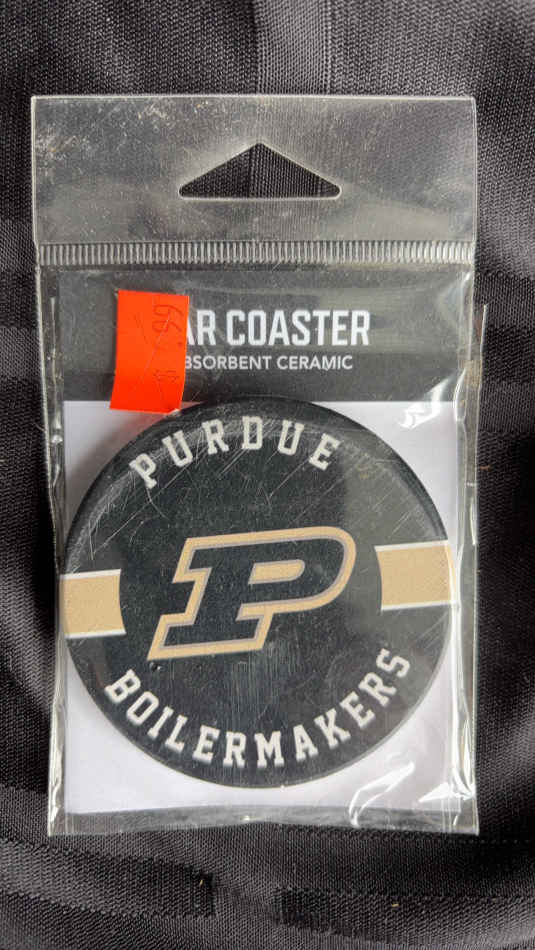 AR COASTER
BSORBENT CERAMIC
PURDUE
P
BOILERMAKERS